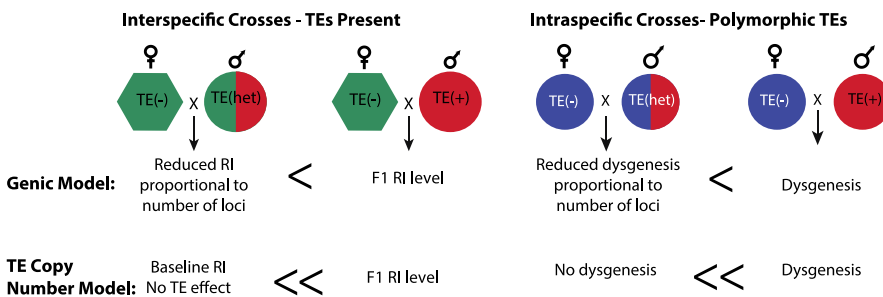 Interspecific Crosses - TEs Present
Intraspecific Crosses- Polymorphic TEs
♀ ♂ ♀ ♂ ♀ ♂ ♀ ♂
TE(-) X TE(het) TE(-) X TE(+) TE(-) X TE(het) TE(-) X TE(+)
Genic Model:
Reduced RI
proportional to
number of loci
<
F1 RI level
Reduced dysgenesis
proportional to
number of loci
<
Dysgenesis
TE Copy
Number Model:
Baseline RI
No TE effect
<<
F1 RI level
No dysgenesis
<<
Dysgenesis